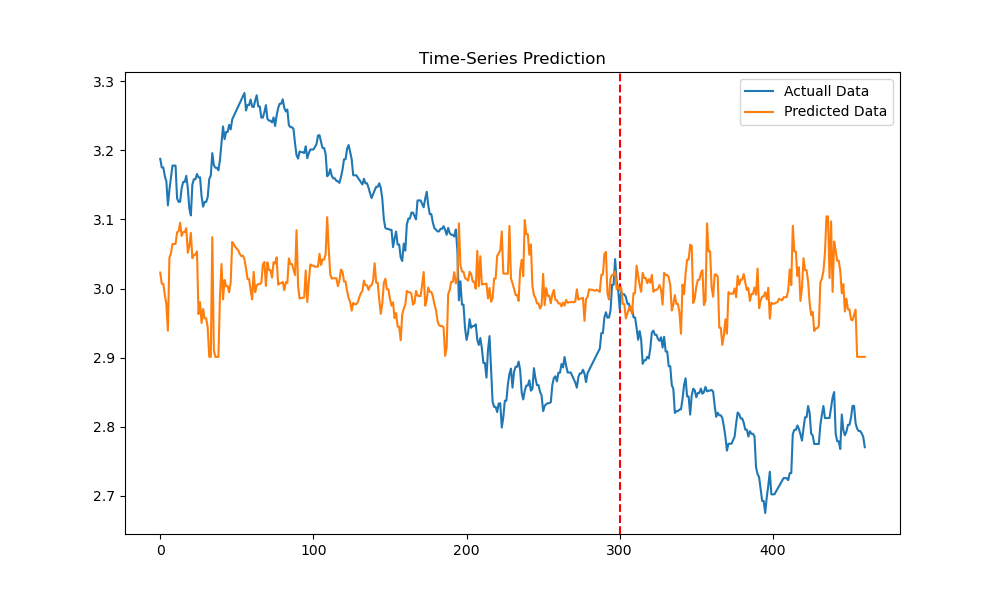 Time-Series Prediction
Actuall Data
Predicted Data
3.3
3.2
3.1
3.0
2.9
2.8
2.7
0 100 200 300 400